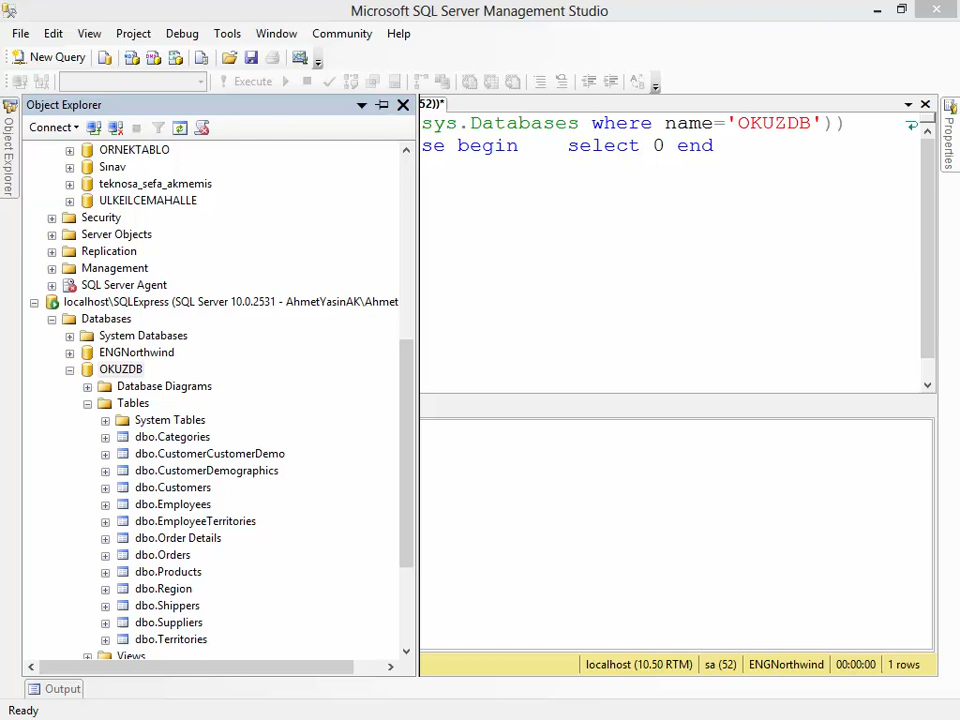 Microsoft SQL Server Management Studio
File Edit View Project Debug Tools Window Community Help
New Query
Execute
Object Explorer
Object Explorer
52))*
Properties
Connect
sys.Databases where name='OKUZDB'))
se begin select 0 end
ORNEKTABLO
Sınav
teknosa_sefa_akmemis
ULKEILCEMAHALLE
Security
Server Objects
Replication
Management
SQL Server Agent
localhost\SQLExpress (SQL Server 10.0.2531 - AhmetYasinAK\Ahmet
Databases
System Databases
ENGNorthwind
OKUZDB
Database Diagrams
Tables
System Tables
dbo.Categories
dbo.CustomerCustomerDemo
dbo.CustomerDemographics
dbo.Customers
dbo.Employees
dbo.EmployeeTerritories
dbo.Order Details
dbo.Orders
dbo.Products
dbo.Region
dbo.Shippers
dbo.Suppliers
dbo.Territories
Views
localhost (10.50 RTM) sa (52) ENGNorthwind 00:00:00 1 rows
Output
Ready